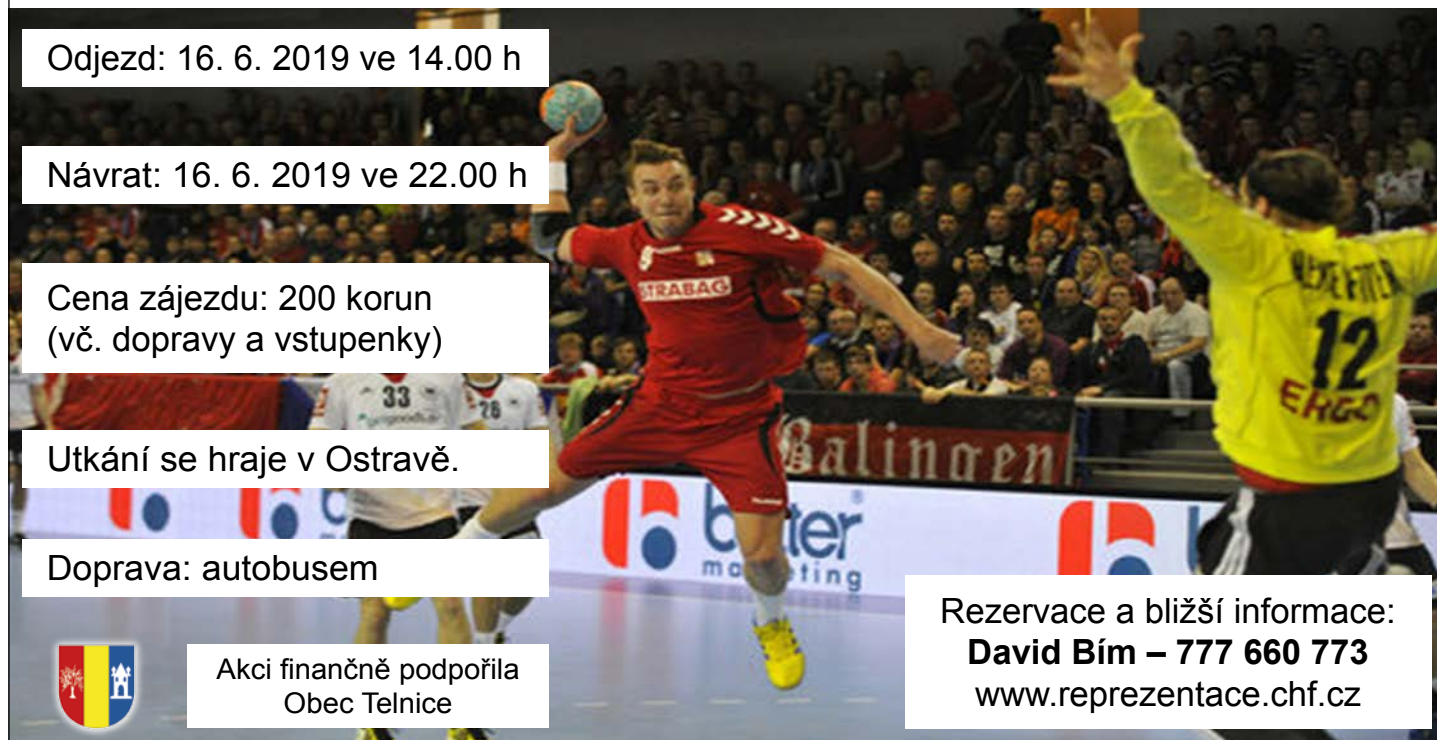 Odjezd: 16. 6. 2019 ve 14.00 h
Návrat: 16. 6. 2019 ve 22.00 h
Cena zájezdu: 200 korun
(vč. dopravy a vstupenky)
Utkání se hraje v Ostravě.
Doprava: autobusem
Akci finančně podpořila
Obec Telnice
Rezervace a bližší informace:
David Bím – 777 660 773
www.reprezentace.chf.cz
STRABAG
33
26
Balingen
marketing
12
ERGO